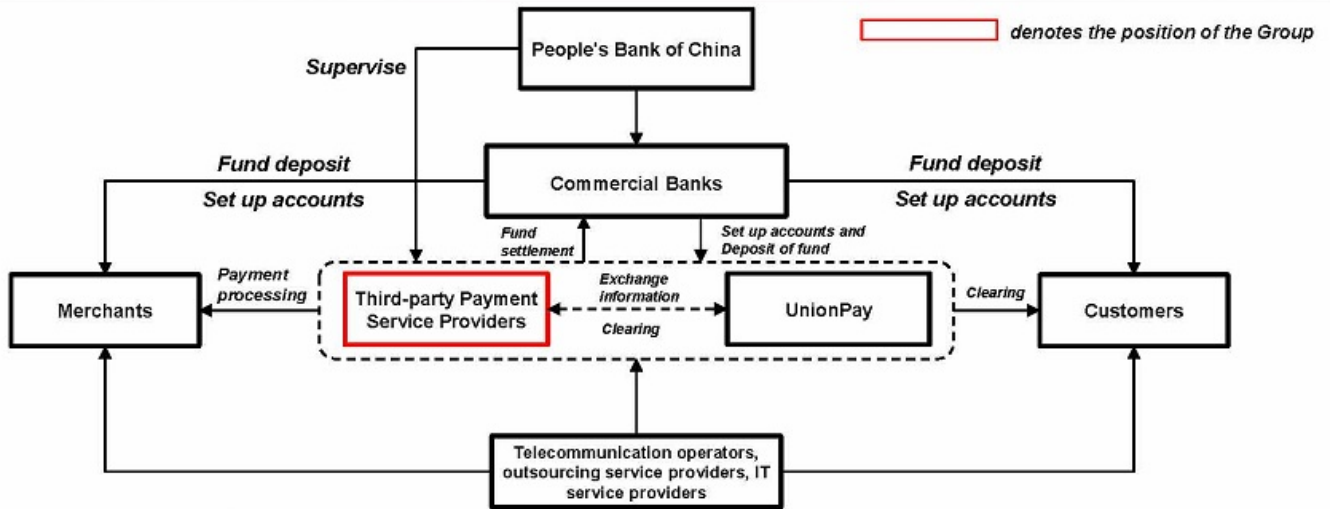 People's Bank of China
denotes the position of the Group
Supervise
Fund deposit
Set up accounts
Commercial Banks
Fund deposit
Set up accounts
Fund
settlement
Set up accounts and
Deposit of fund
Payment
processing
Merchants
Third-party Payment
Service Providers
Exchange
information
Clearing
UnionPay
Clearing
Customers
Telecommunication operators,
outsourcing service providers, IT
service providers